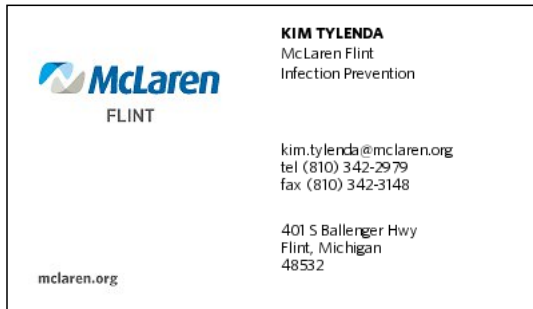 McLaren
FLINT
mclaren.org
KIM TYLENDA
McLaren Flint
Infection Prevention
kim.tylenda@mclaren.org
tel (810) 342-2979
fax (810) 342-3148
401 S Ballenger Hwy
Flint, Michigan
48532